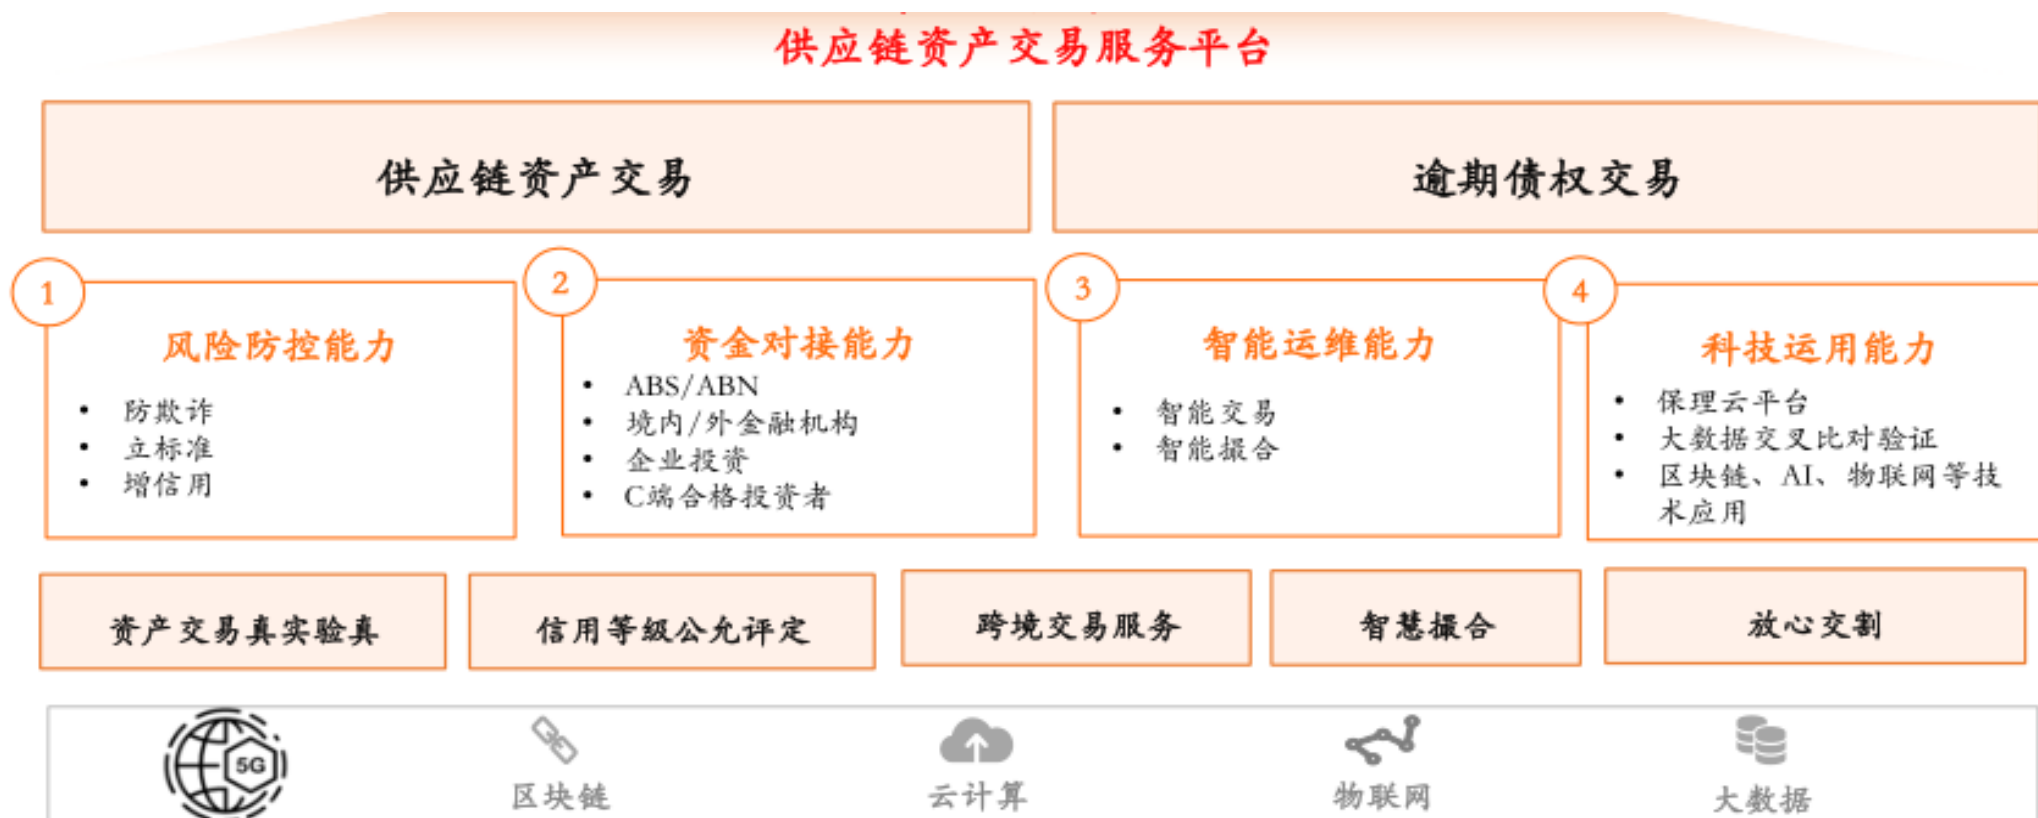 供应链资产交易服务平台
供应链资产交易
逾期债权交易
1
风险防控能力
• 防欺诈
• 立标准
• 增信用
2
资金对接能力
• ABS/ABN
• 境内/外金融机构
• 企业投资
• C端合格投资者
3
智能运维能力
• 智能交易
• 智能撮合
4
科技运用能力
• 保理云平台
• 大数据交叉比对验证
• 区块链、AI、物联网等技
术应用
资产交易真实验真
信用等级公允评定
跨境交易服务
智慧撮合
放心交割
5G
区块链
云计算
物联网
大数据